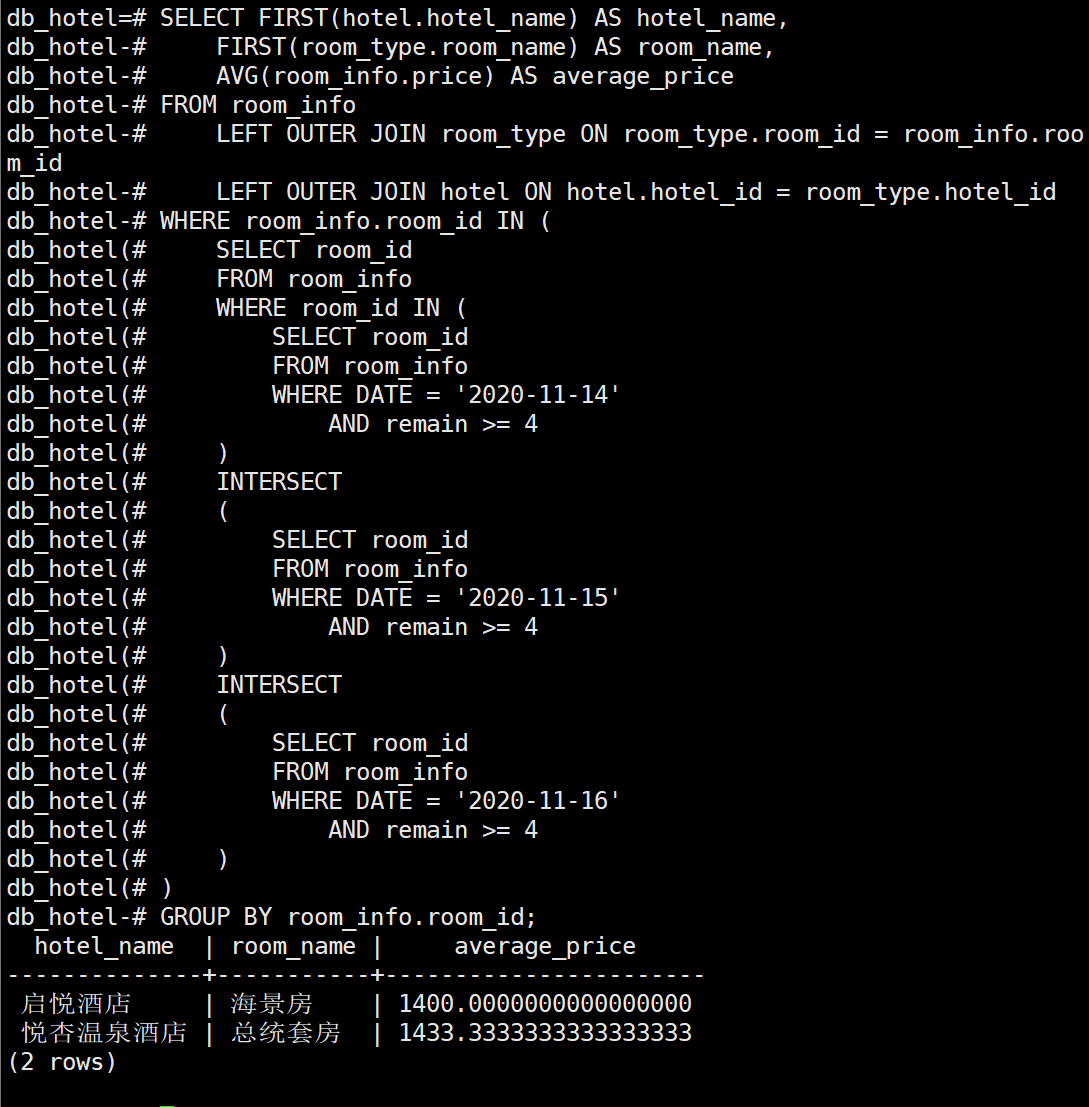 db_hotel=# SELECT FIRST(hotel.hotel_name) AS hotel_name,
db_hotel-#     FIRST(room_type.room_name) AS room_name,
db_hotel-#     AVG(room_info.price) AS average_price
db_hotel-# FROM room_info
db_hotel-#     LEFT OUTER JOIN room_type ON room_type.room_id = room_info.roo
m_id
db_hotel-#     LEFT OUTER JOIN hotel ON hotel.hotel_id = room_type.hotel_id
db_hotel-# WHERE room_info.room_id IN (
db_hotel(#     SELECT room_id
db_hotel(#     FROM room_info
db_hotel(#     WHERE room_id IN (
db_hotel(#         SELECT room_id
db_hotel(#         FROM room_info
db_hotel(#         WHERE DATE = '2020-11-14'
db_hotel(#             AND remain >= 4
db_hotel(#     )
db_hotel(#     INTERSECT
db_hotel(#     (
db_hotel(#         SELECT room_id
db_hotel(#         FROM room_info
db_hotel(#         WHERE DATE = '2020-11-15'
db_hotel(#             AND remain >= 4
db_hotel(#     )
db_hotel(#     INTERSECT
db_hotel(#     (
db_hotel(#         SELECT room_id
db_hotel(#         FROM room_info
db_hotel(#         WHERE DATE = '2020-11-16'
db_hotel(#             AND remain >= 4
db_hotel(#     )
db_hotel(# )
db_hotel-# GROUP BY room_info.room_id;
  hotel_name  | room_name |     average_price
--------------+-----------+-----------------------
 启悦酒店     | 海景房    | 1400.0000000000000000
 悦杏温泉酒店 | 总统套房  | 1433.3333333333333333
(2 rows)